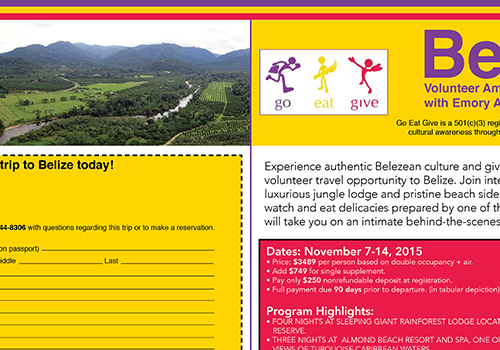 trip to Belize today!
44-8306 with questions regarding this trip or to make a reservation.
on passport)
iddle Last
go eat give
Be
Volunteer Am
with Emory A
Go Eat Give is a 501(c)(3) regi
cultural awareness through
Experience authentic Belezean culture and giv
volunteer travel opportunity to Belize. Join inte
luxurious jungle lodge and pristine beach side
watch and eat delicacies prepared by one of th
will take you on an intimate behind-the-scenes
Dates: November 7-14, 2015
• Price: $3489 per person based on double occupation + air.
• Add $749 for single supplement.
• Pay only $250 nonrefundable deposit at registration.
• Full payment due 90 days prior to departure. (in tabular depiction)
Program Highlights:
• FOUR NIGHTS AT SLEEPING GIANT RAINFOREST LODGE LOCAT
RESERVE.
• THREE NIGHTS AT ALMOND BEACH RESORT AND SPA, ONE O
VIEWS OF TURQUOISE CARIBBEAN WATERS